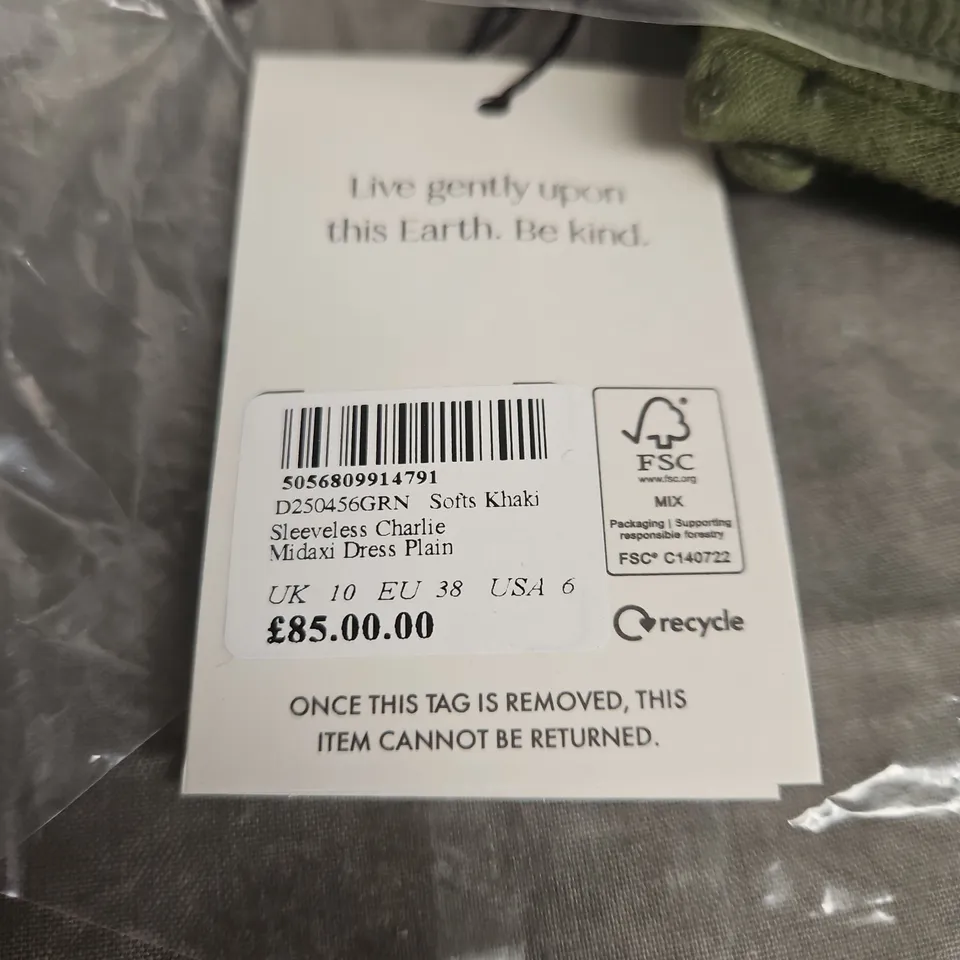 Live gently upon
this Earth. Be kind.
5056809914791
D250456GRN Softs Khaki
Sleeveless Charlie
Midaxi Dress Plain
UK 10 EU 38 USA 6
£85.00.00
FSC
www.fsc.org
MIX
Packaging | Supporting
responsible forestry
FSC® C140722
recycle
ONCE THIS TAG IS REMOVED, THIS
ITEM CANNOT BE RETURNED.